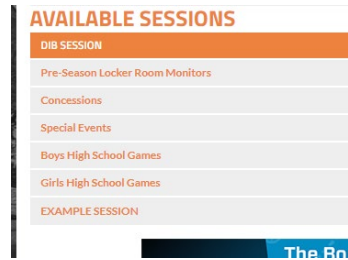 AVAILABLE SESSIONS
DIB SESSION
Pre-Season Locker Room Monitors
Concessions
Special Events
Boys High School Games
Girls High School Games
EXAMPLE SESSION
The Bo